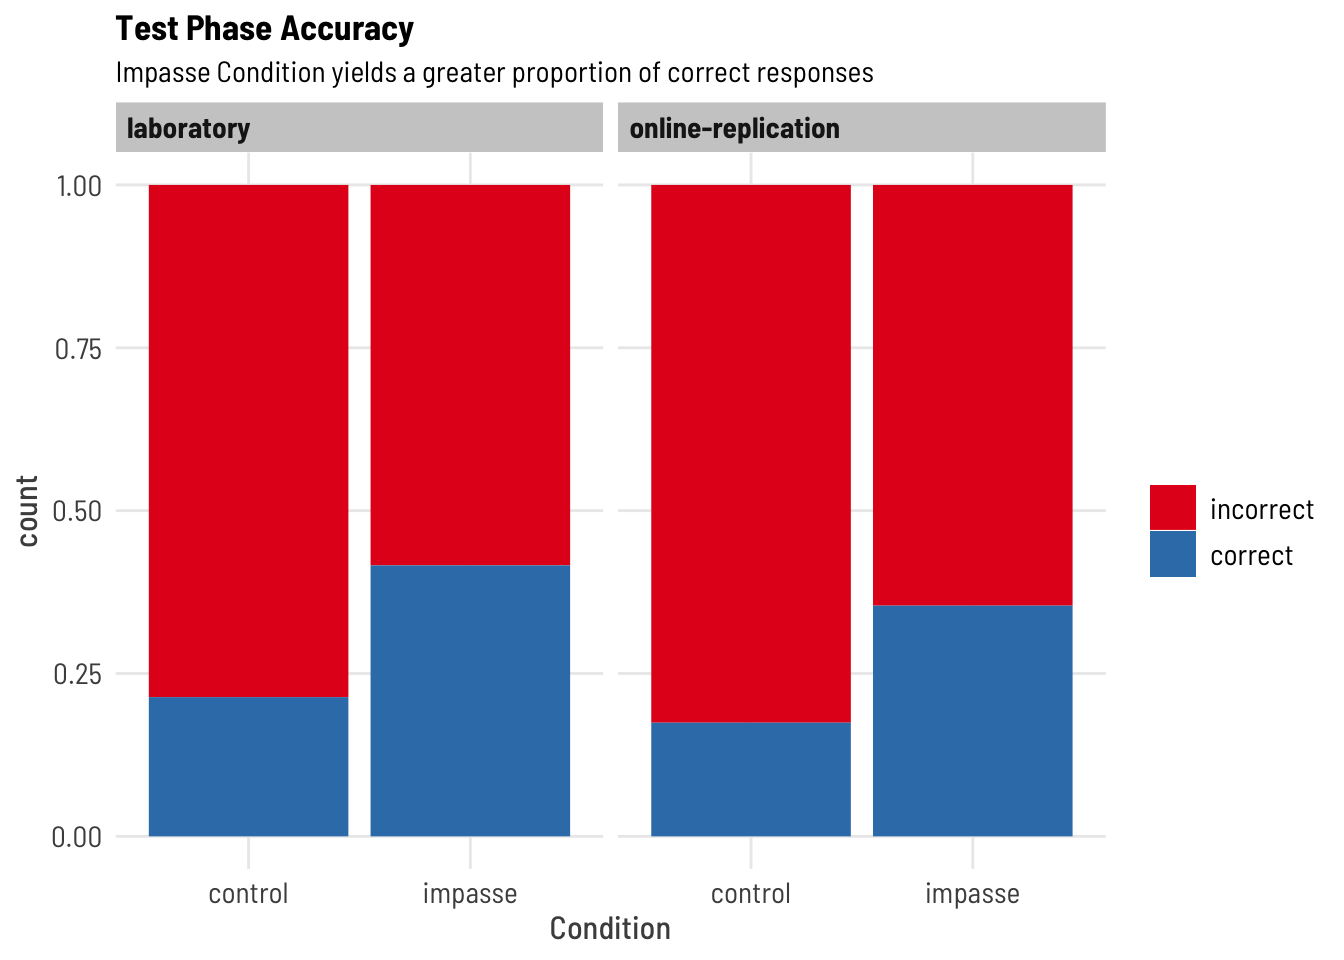 Test Phase Accuracy
Impasse Condition yields a greater proportion of correct responses
laboratory
online-replication
1.00
0.75
0.50
0.25
0.00
count
control
impasse
control
impasse
Condition
incorrect
correct